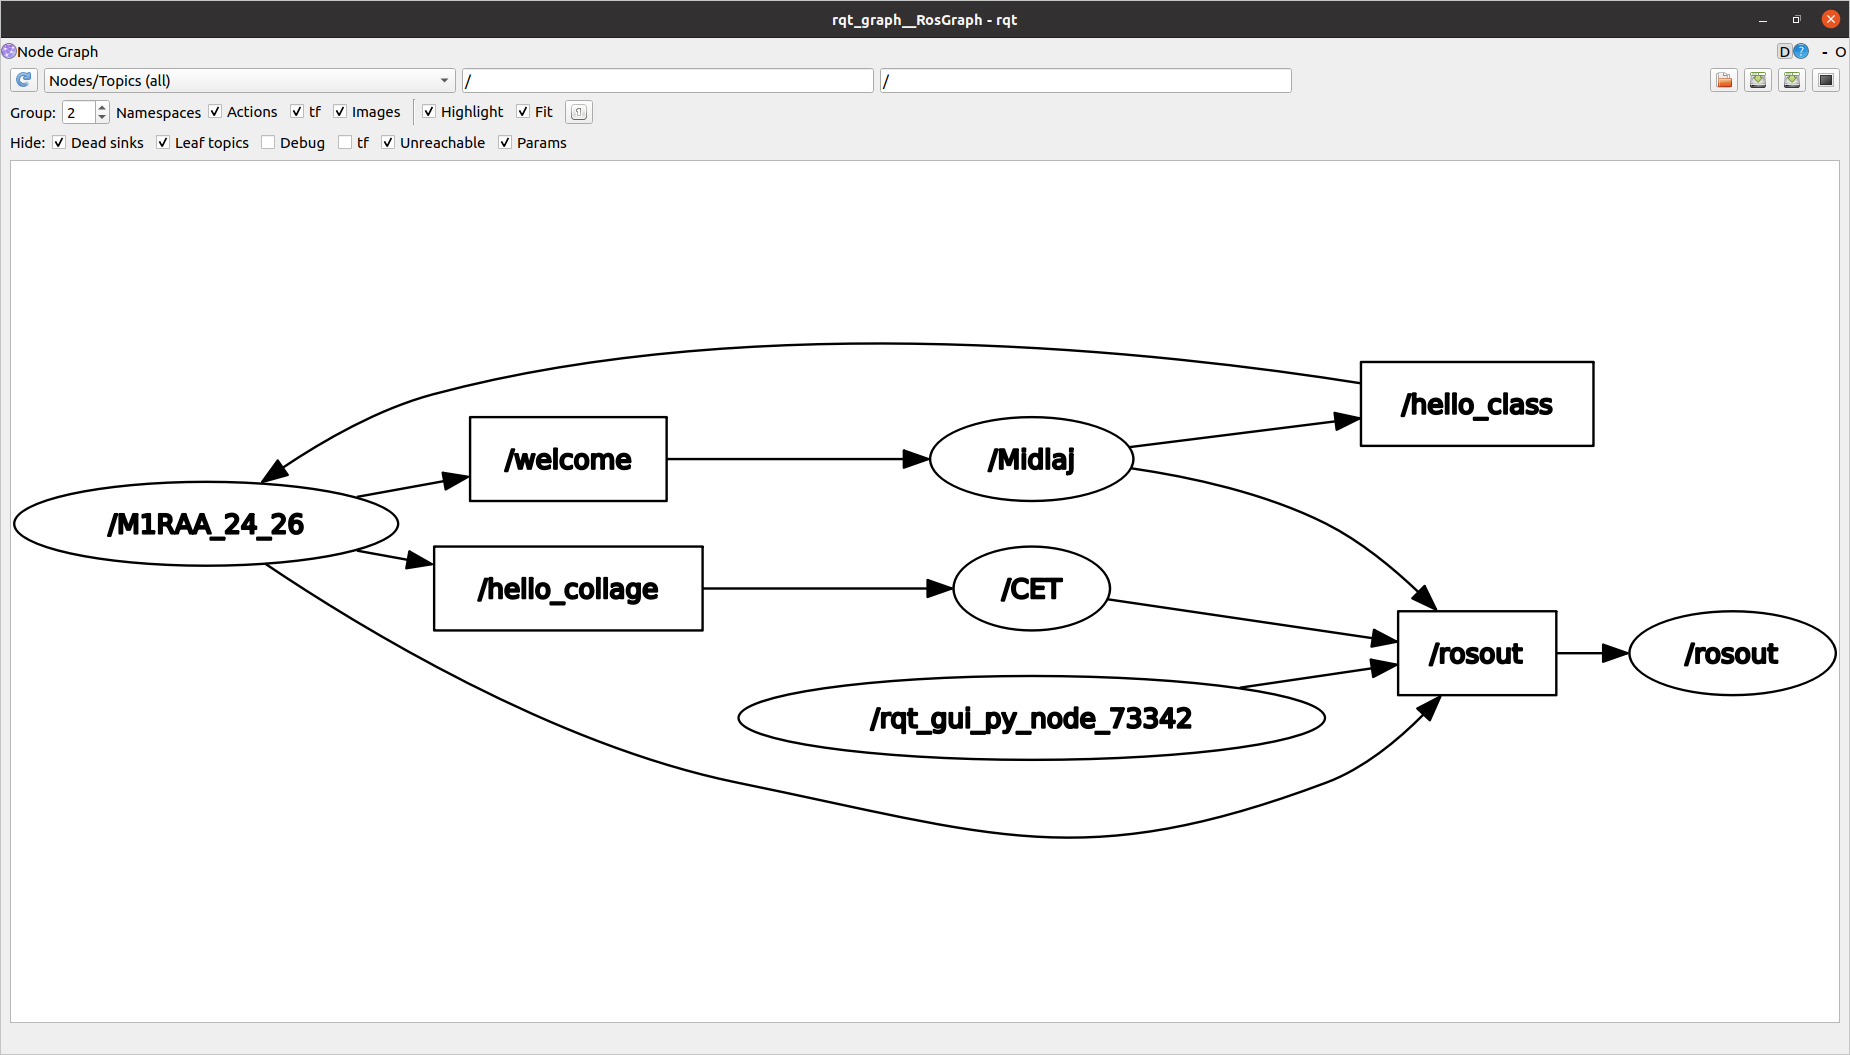 rqt_graph__RosGraph - rqt
Node Graph
D ? - O
Nodes/Topics (all) / /
Group: 2 Namespaces Actions tf Images Highlight Fit
Hide: Dead sinks Leaf topics Debug tf Unreachable Params
/hello_class
/welcome
/Midlaj
/M1RAA_24_26
/hello_collage
/CET
/rosout
/rosout
/rqt_gui_py_node_73342